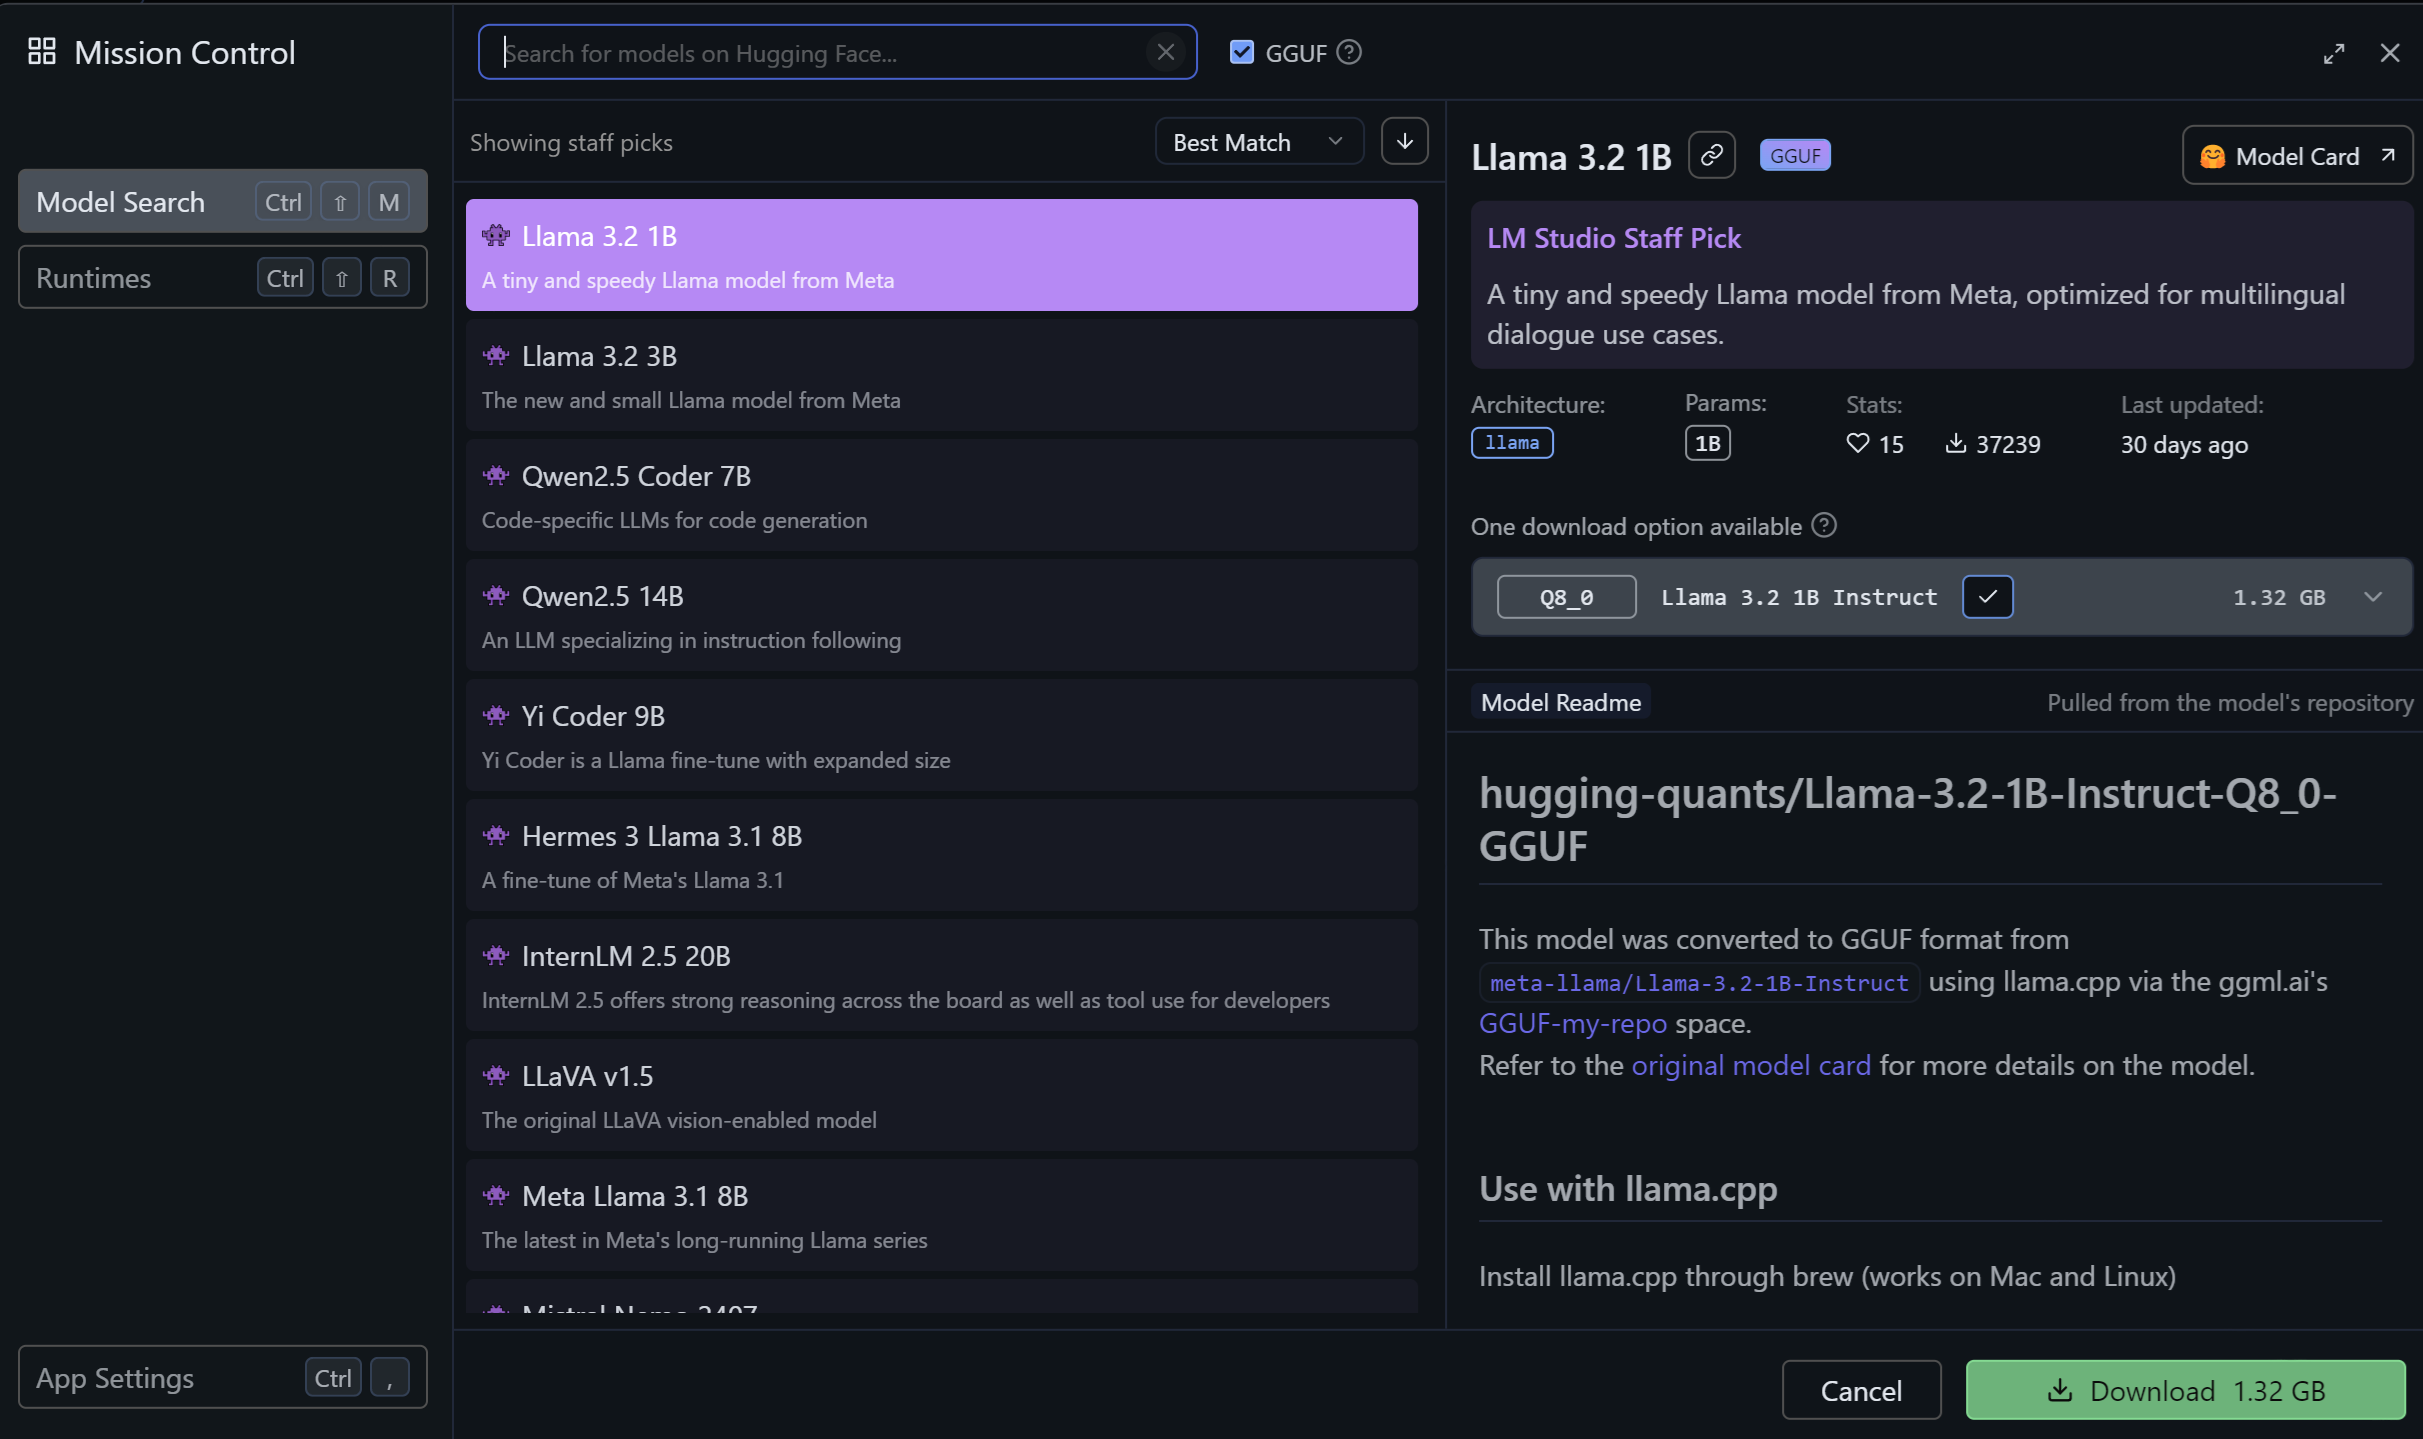 Mission Control
Search for models on Hugging Face...
GGUF
Model Search Ctrl ⇧ M
Runtimes Ctrl ⇧ R
App Settings Ctrl ,
Showing staff picks
Best Match
Llama 3.2 1B
A tiny and speedy Llama model from Meta
Llama 3.2 3B
The new and small Llama model from Meta
Qwen2.5 Coder 7B
Code-specific LLMs for code generation
Qwen2.5 14B
An LLM specializing in instruction following
Yi Coder 9B
Yi Coder is a Llama fine-tune with expanded size
Hermes 3 Llama 3.1 8B
A fine-tune of Meta's Llama 3.1
InternLM 2.5 20B
InternLM 2.5 offers strong reasoning across the board as well as tool use for developers
LLaVA v1.5
The original LLaVA vision-enabled model
Meta Llama 3.1 8B
The latest in Meta's long-running Llama series
Mistral Nemo 2407
Llama 3.2 1B
GGUF
Model Card
LM Studio Staff Pick
A tiny and speedy Llama model from Meta, optimized for multilingual
dialogue use cases.
Architecture: Params: Stats: Last updated:
llama 1B 15 37239 30 days ago
One download option available
Q8_0 Llama 3.2 1B Instruct 1.32 GB
Model Readme Pulled from the model's repository
hugging-quants/Llama-3.2-1B-Instruct-Q8_0-
GGUF
This model was converted to GGUF format from
meta-llama/Llama-3.2-1B-Instruct using llama.cpp via the ggml.ai's
GGUF-my-repo space.
Refer to the original model card for more details on the model.
Use with llama.cpp
Install llama.cpp through brew (works on Mac and Linux)
Cancel
Download 1.32 GB